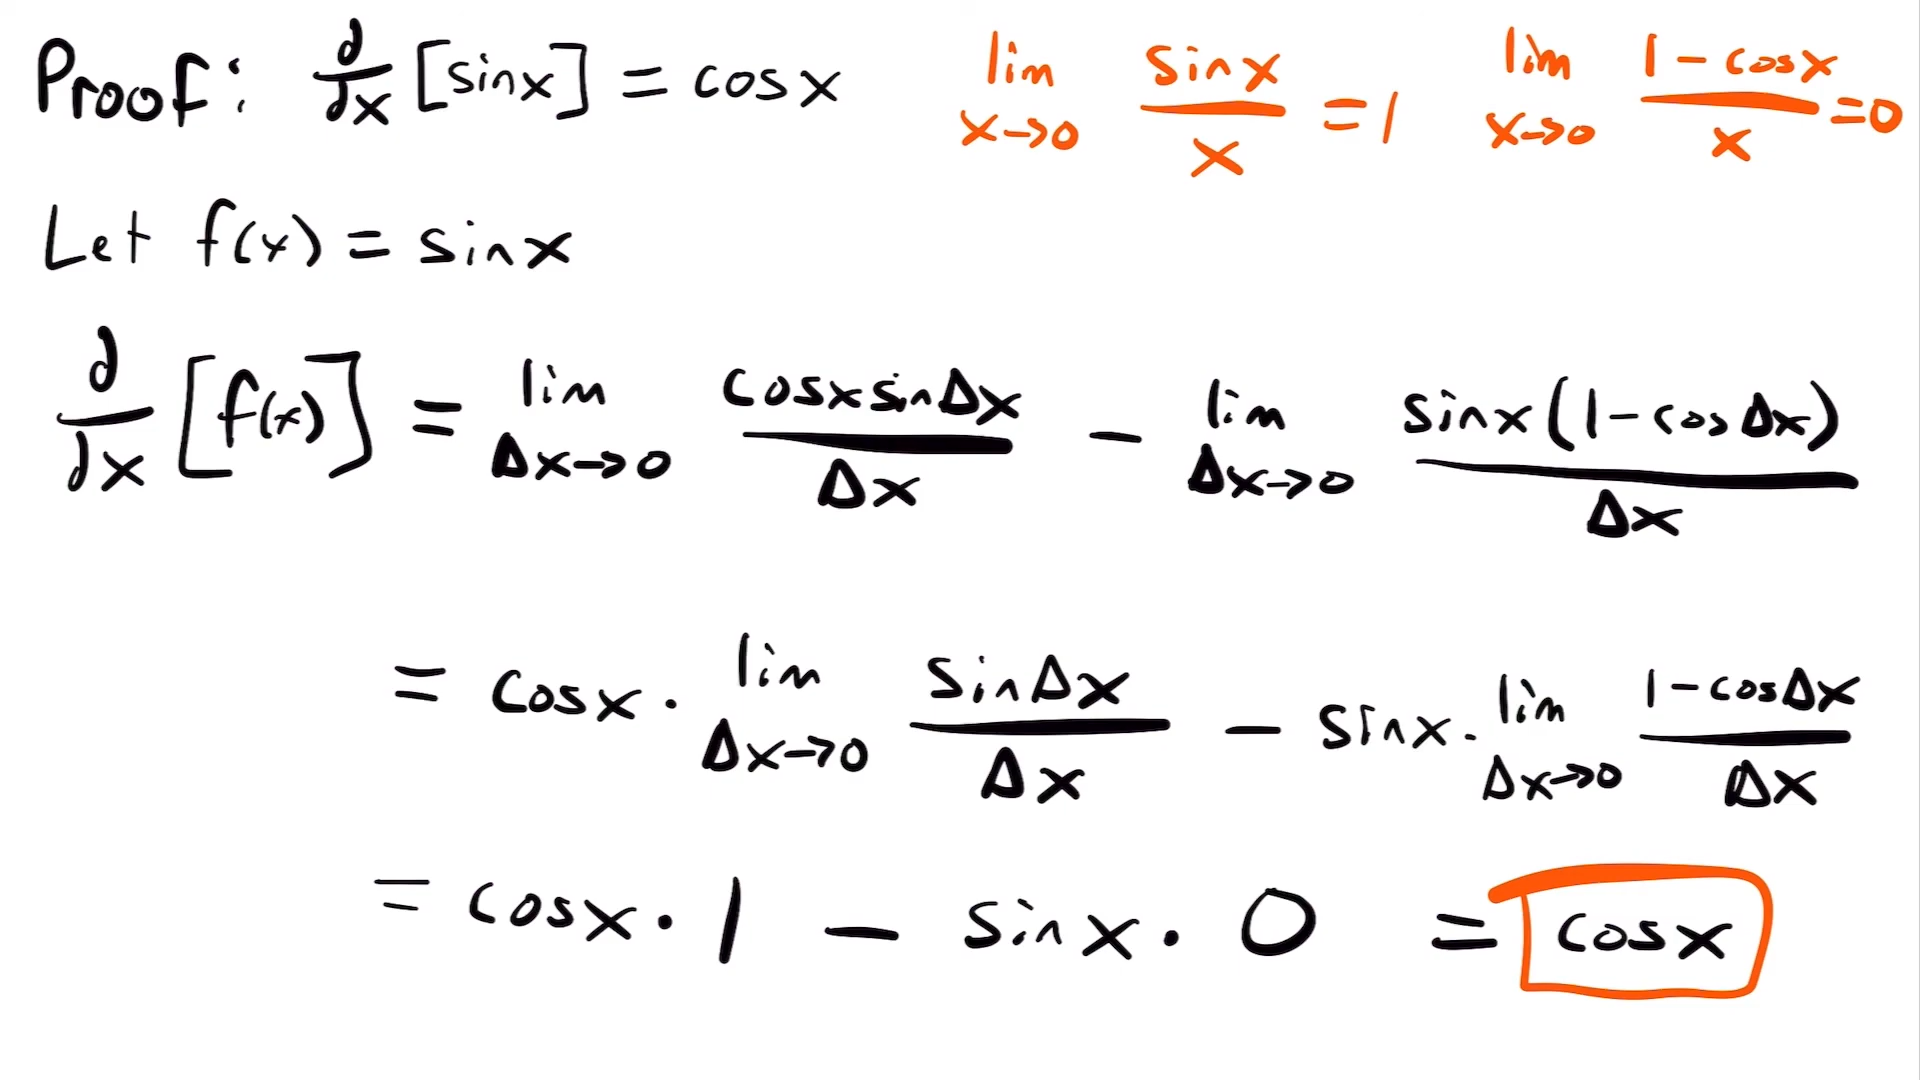 Proof: d/dx [sinx] = cosx lim x→0 sinx/x = 1 lim x→0 1-cosx/x = 0
Let f(x) = sinx
d/dx [f(x)] = lim Δx→0 cosxsinΔx/Δx - lim Δx→0 sinx(1-cosΔx)/Δx
= cosx · lim Δx→0 sinΔx/Δx - sinx · lim Δx→0 1-cosΔx/Δx
= cosx · 1 - sinx · 0 = cosx